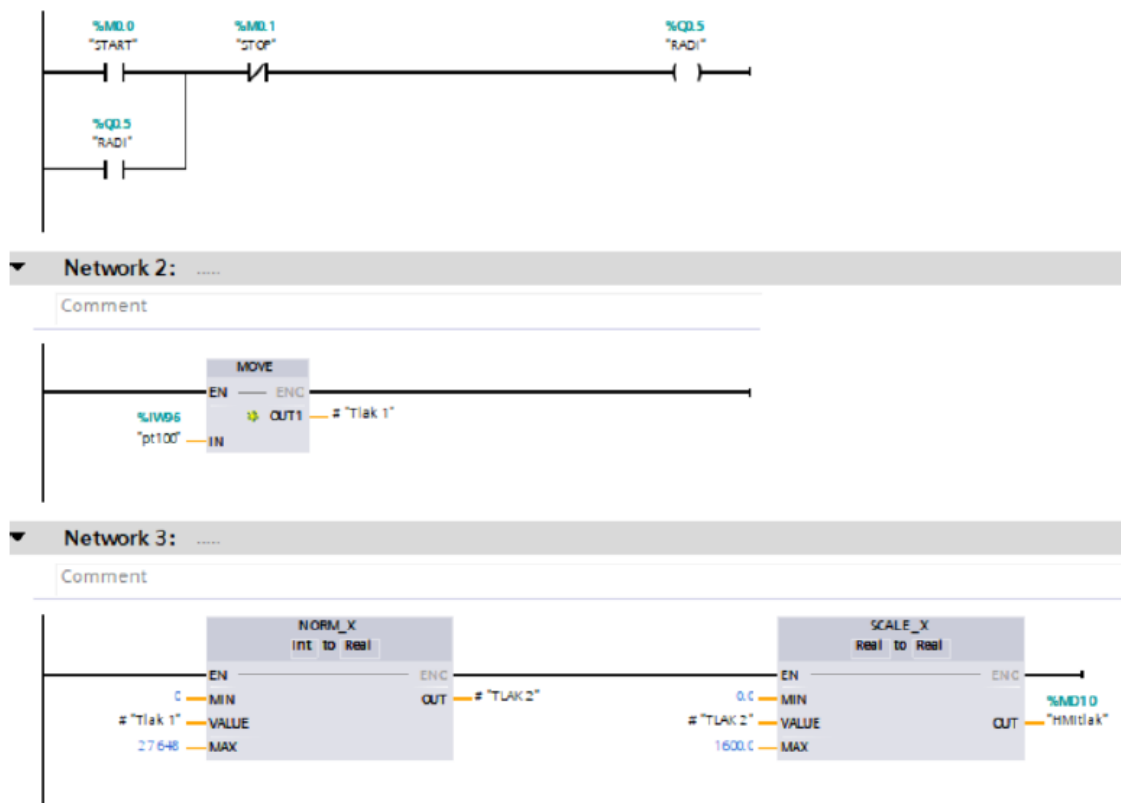 %M0.0 %M0.1 %Q0.5
"START" "STOP" "RADI"
%Q0.5
"RADI"
Network 2: .....
Comment
MOVE
EN ENO
%IW96 OUT1 # "Tlak 1"
"pt100" IN
Network 3: .....
Comment
NORM_X SCALE_X
Int to Real Real to Real
EN ENO EN ENO
0 MIN OUT # "TLAK 2" 0.0 MIN %MD10
# "Tlak 1" VALUE # "TLAK 2" VALUE OUT "HMItlak"
27648 MAX 1600.0 MAX